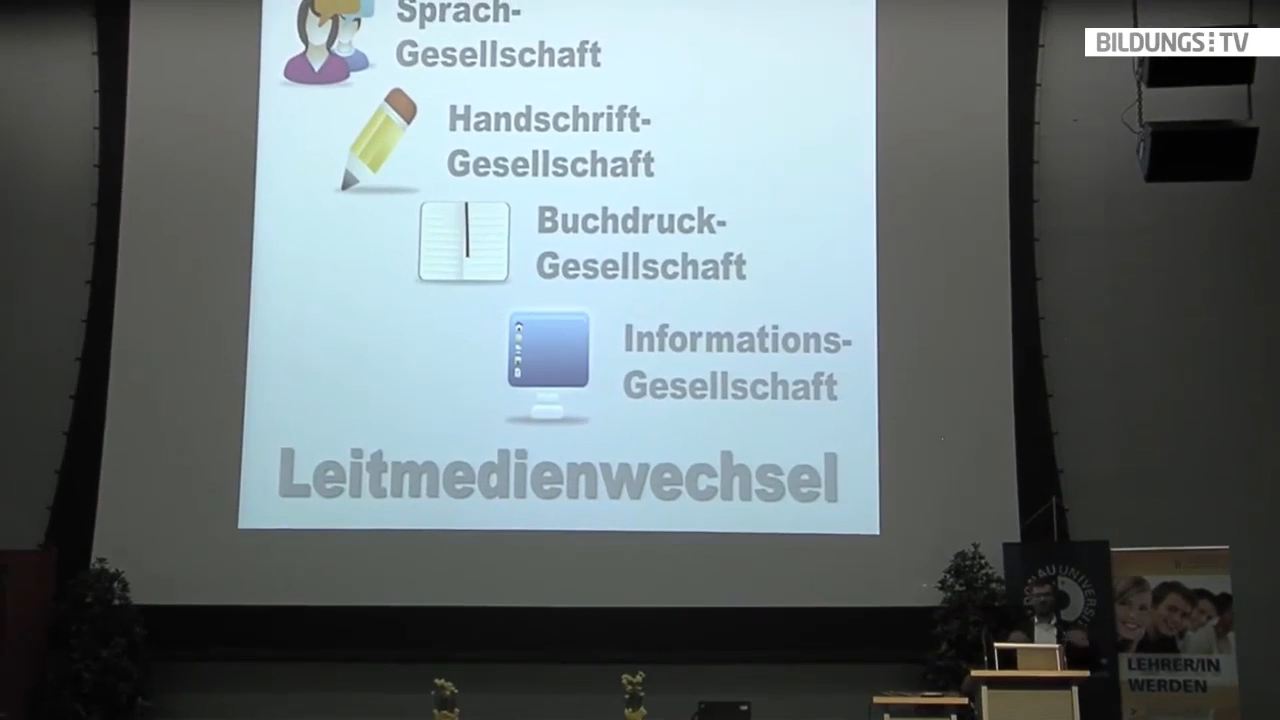 BILDUNGS TV
Sprach-
Gesellschaft
Handschrift-
Gesellschaft
Buchdruck-
Gesellschaft
Informations-
Gesellschaft
Leitmedienwechsel
LEHRER/IN
WERDEN